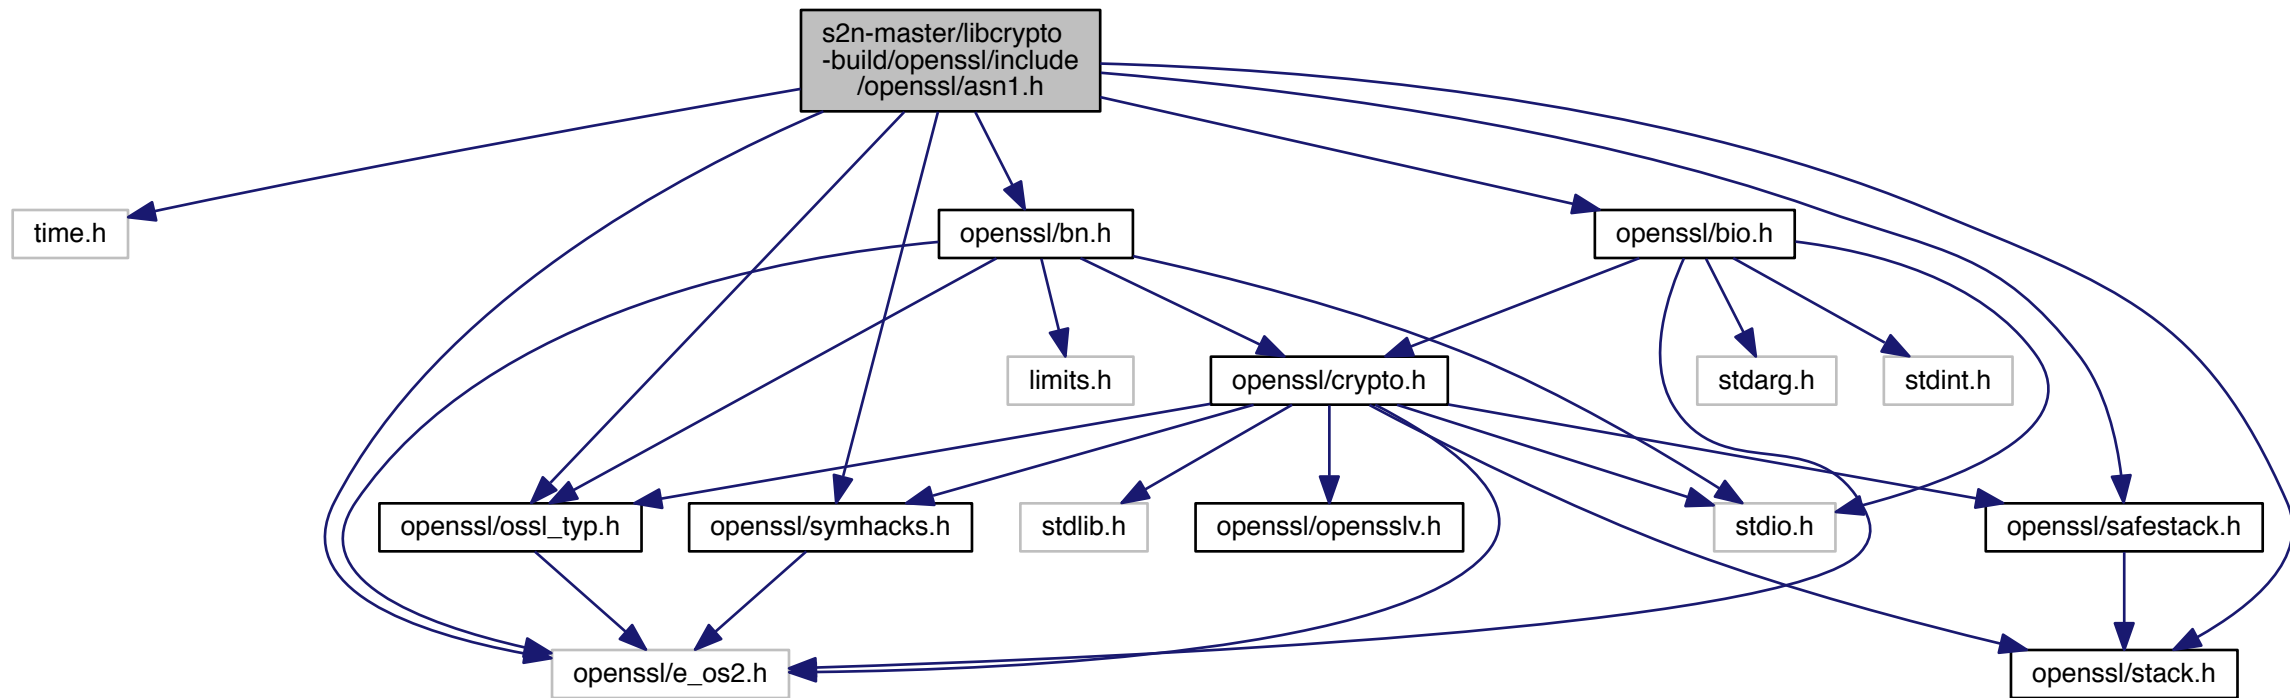 s2n-master/libcrypto
-build/openssl/include
/openssl/asn1.h
time.h
openssl/bn.h
openssl/bio.h
limits.h
openssl/crypto.h
stdarg.h
stdint.h
openssl/ossl_typ.h
openssl/symhacks.h
stdlib.h
openssl/opensslv.h
stdio.h
openssl/safestack.h
openssl/e_os2.h
openssl/stack.h